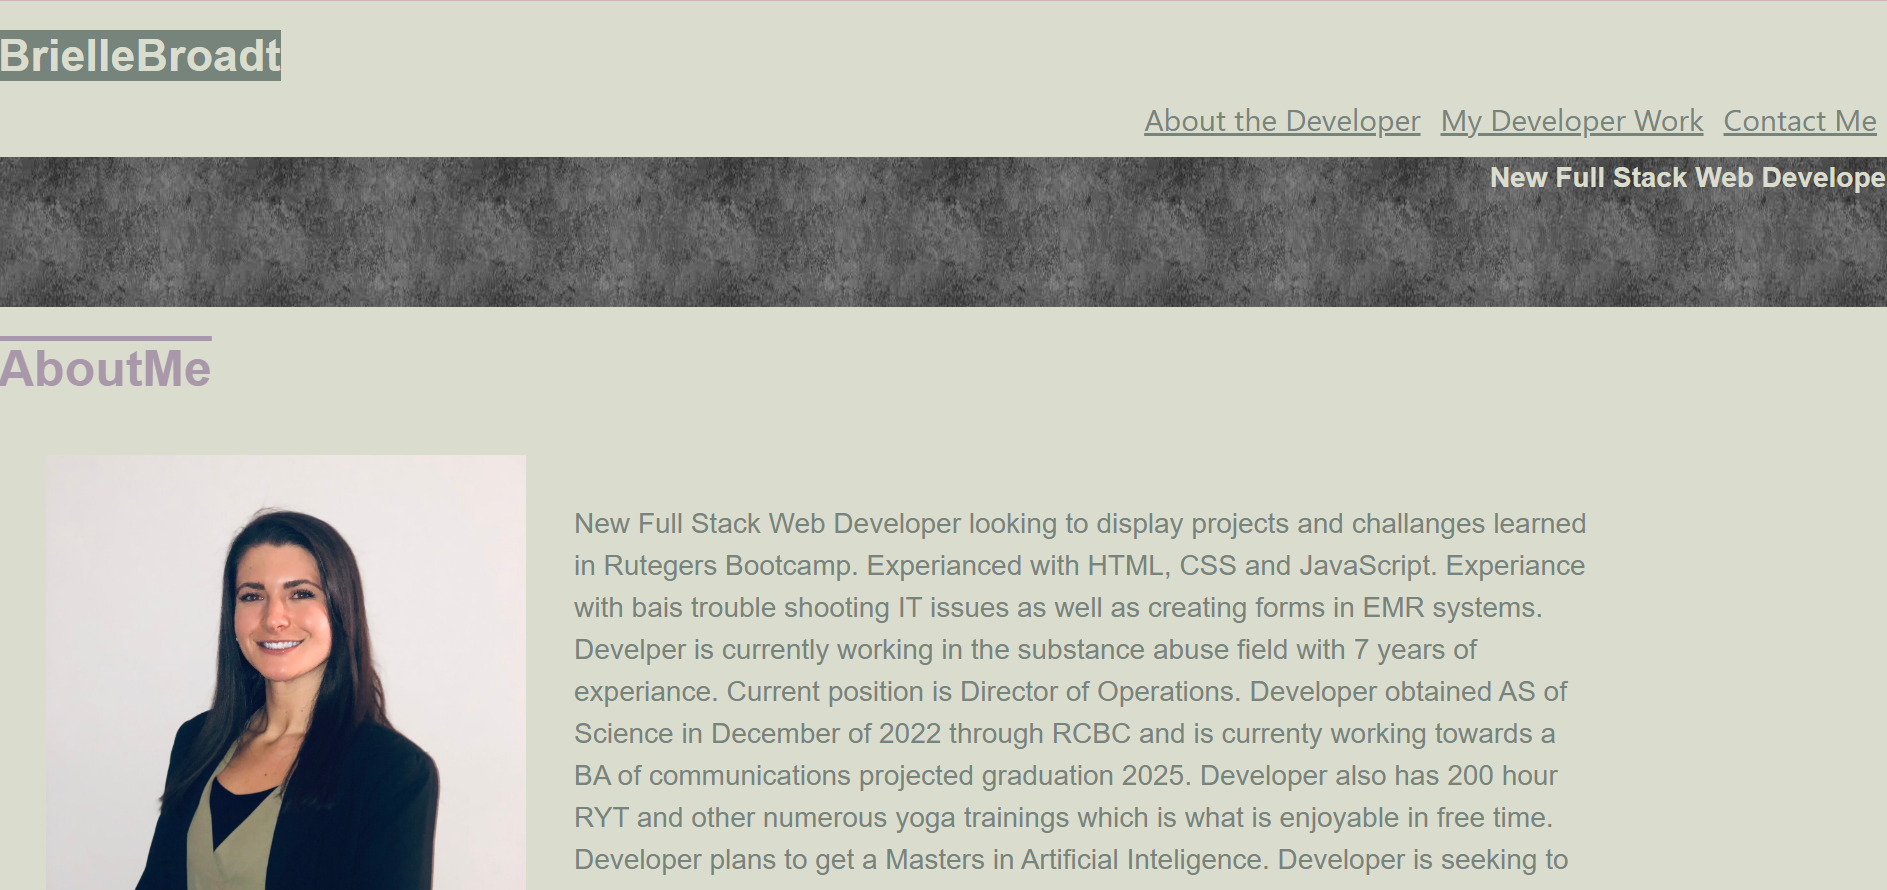 BrielleBroadt
About the Developer My Developer Work Contact Me
New Full Stack Web Develope
AboutMe
New Full Stack Web Developer looking to display projects and challanges learned
in Rutegers Bootcamp. Experianced with HTML, CSS and JavaScript. Experiance
with bais trouble shooting IT issues as well as creating forms in EMR systems.
Develper is currently working in the substance abuse field with 7 years of
experiance. Current position is Director of Operations. Developer obtained AS of
Science in December of 2022 through RCBC and is currenty working towards a
BA of communications projected graduation 2025. Developer also has 200 hour
RYT and other numerous yoga trainings which is what is enjoyable in free time.
Developer plans to get a Masters in Artificial Inteligence. Developer is seeking to